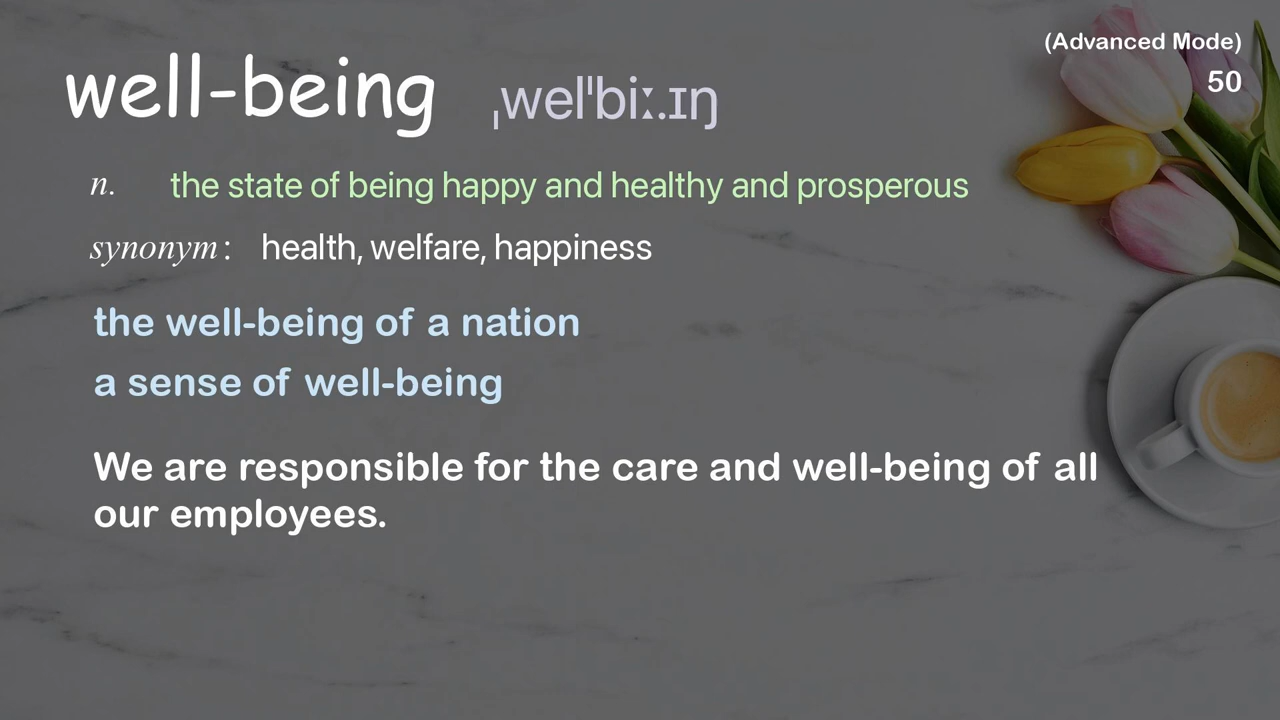 (Advanced Mode)
50
well-being ˌwelˈbiː.ɪŋ
n. the state of being happy and healthy and prosperous
synonym: health, welfare, happiness
the well-being of a nation
a sense of well-being
We are responsible for the care and well-being of all
our employees.